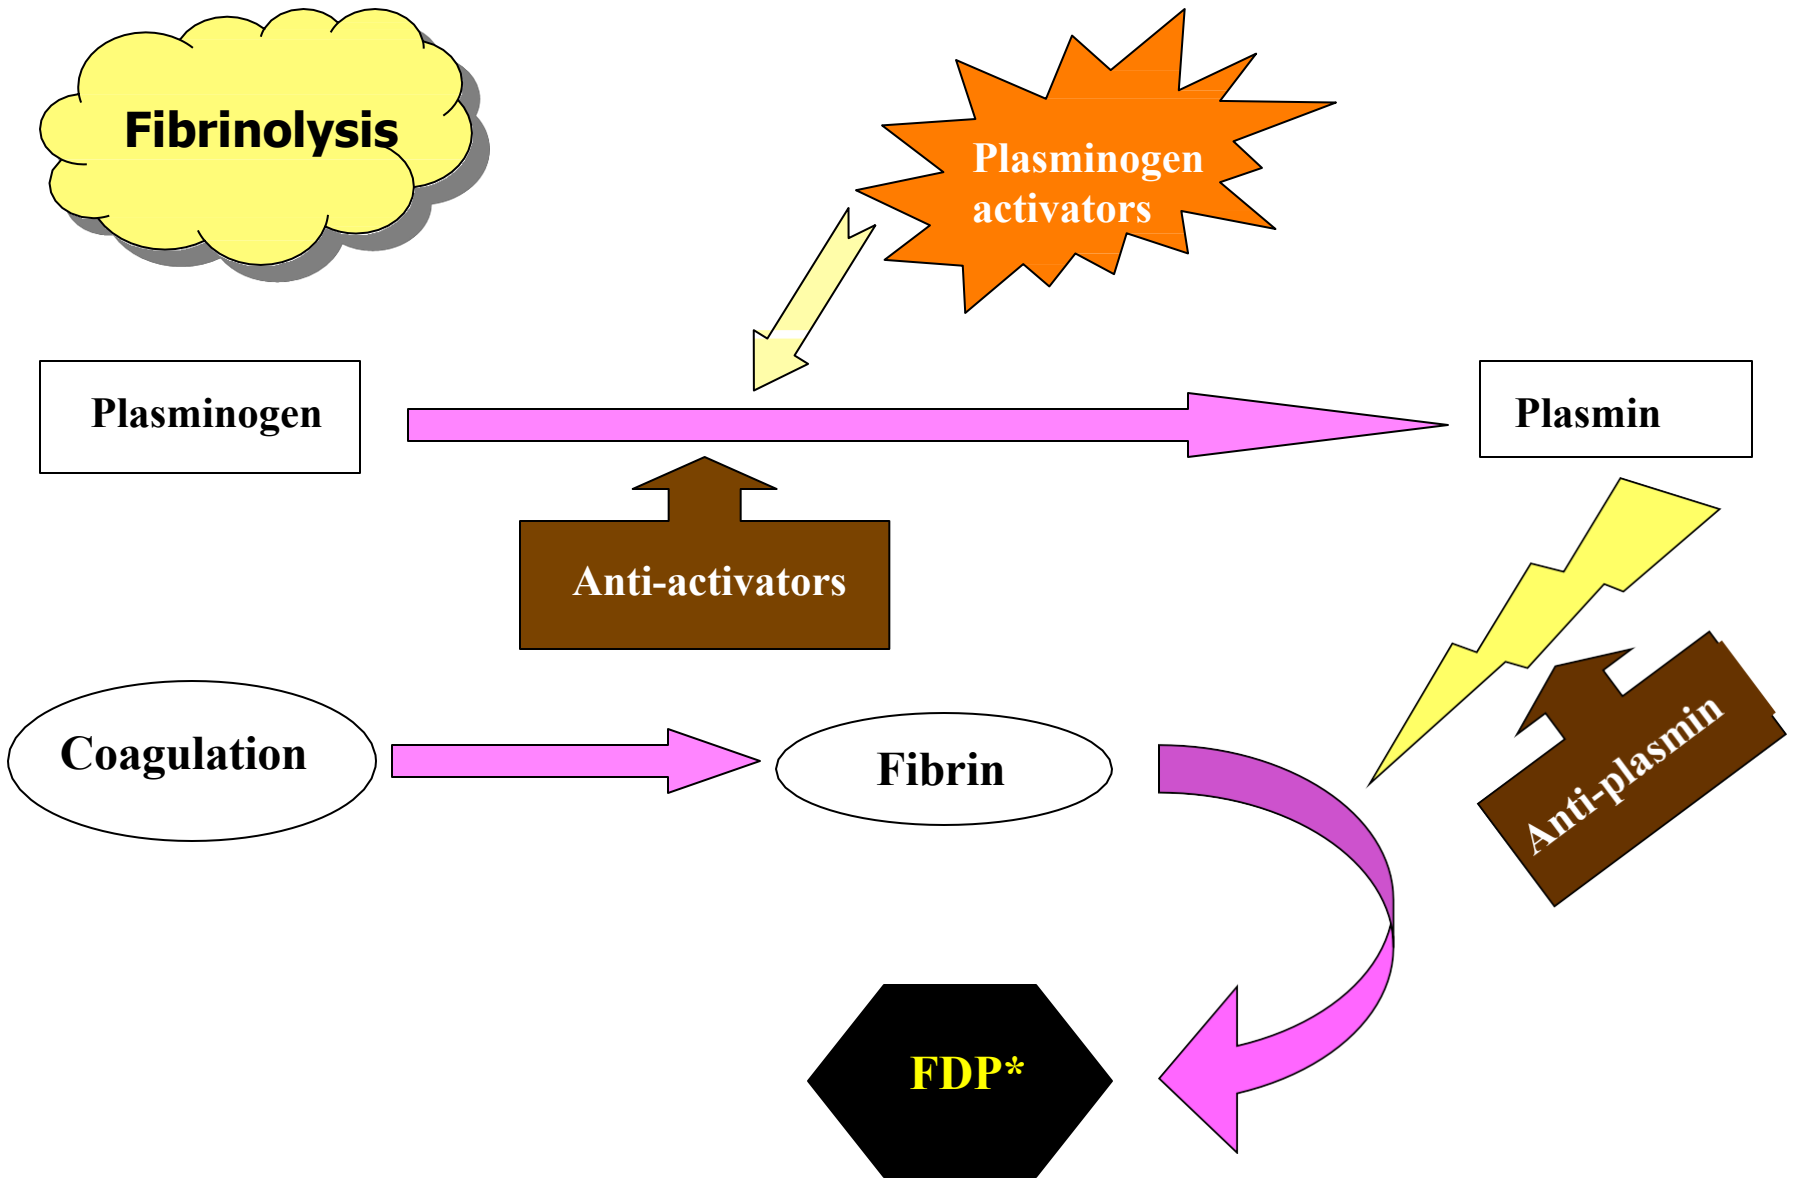 Fibrinolysis
Plasminogen
activators
Plasminogen
Plasmin
Anti-activators
Coagulation
Fibrin
Anti-plasmin
FDP*